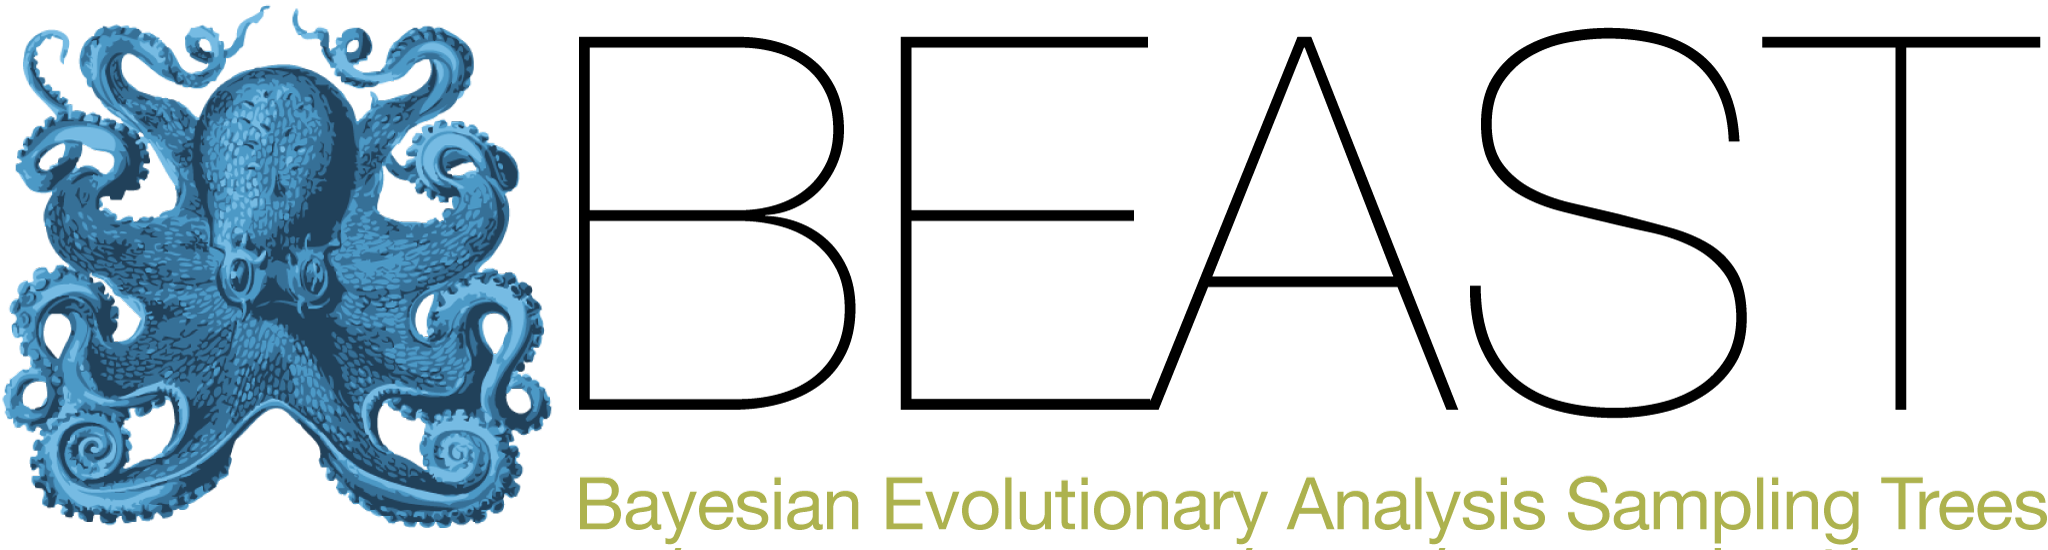 BEAST
Bayesian Evolutionary Analysis Sampling Trees